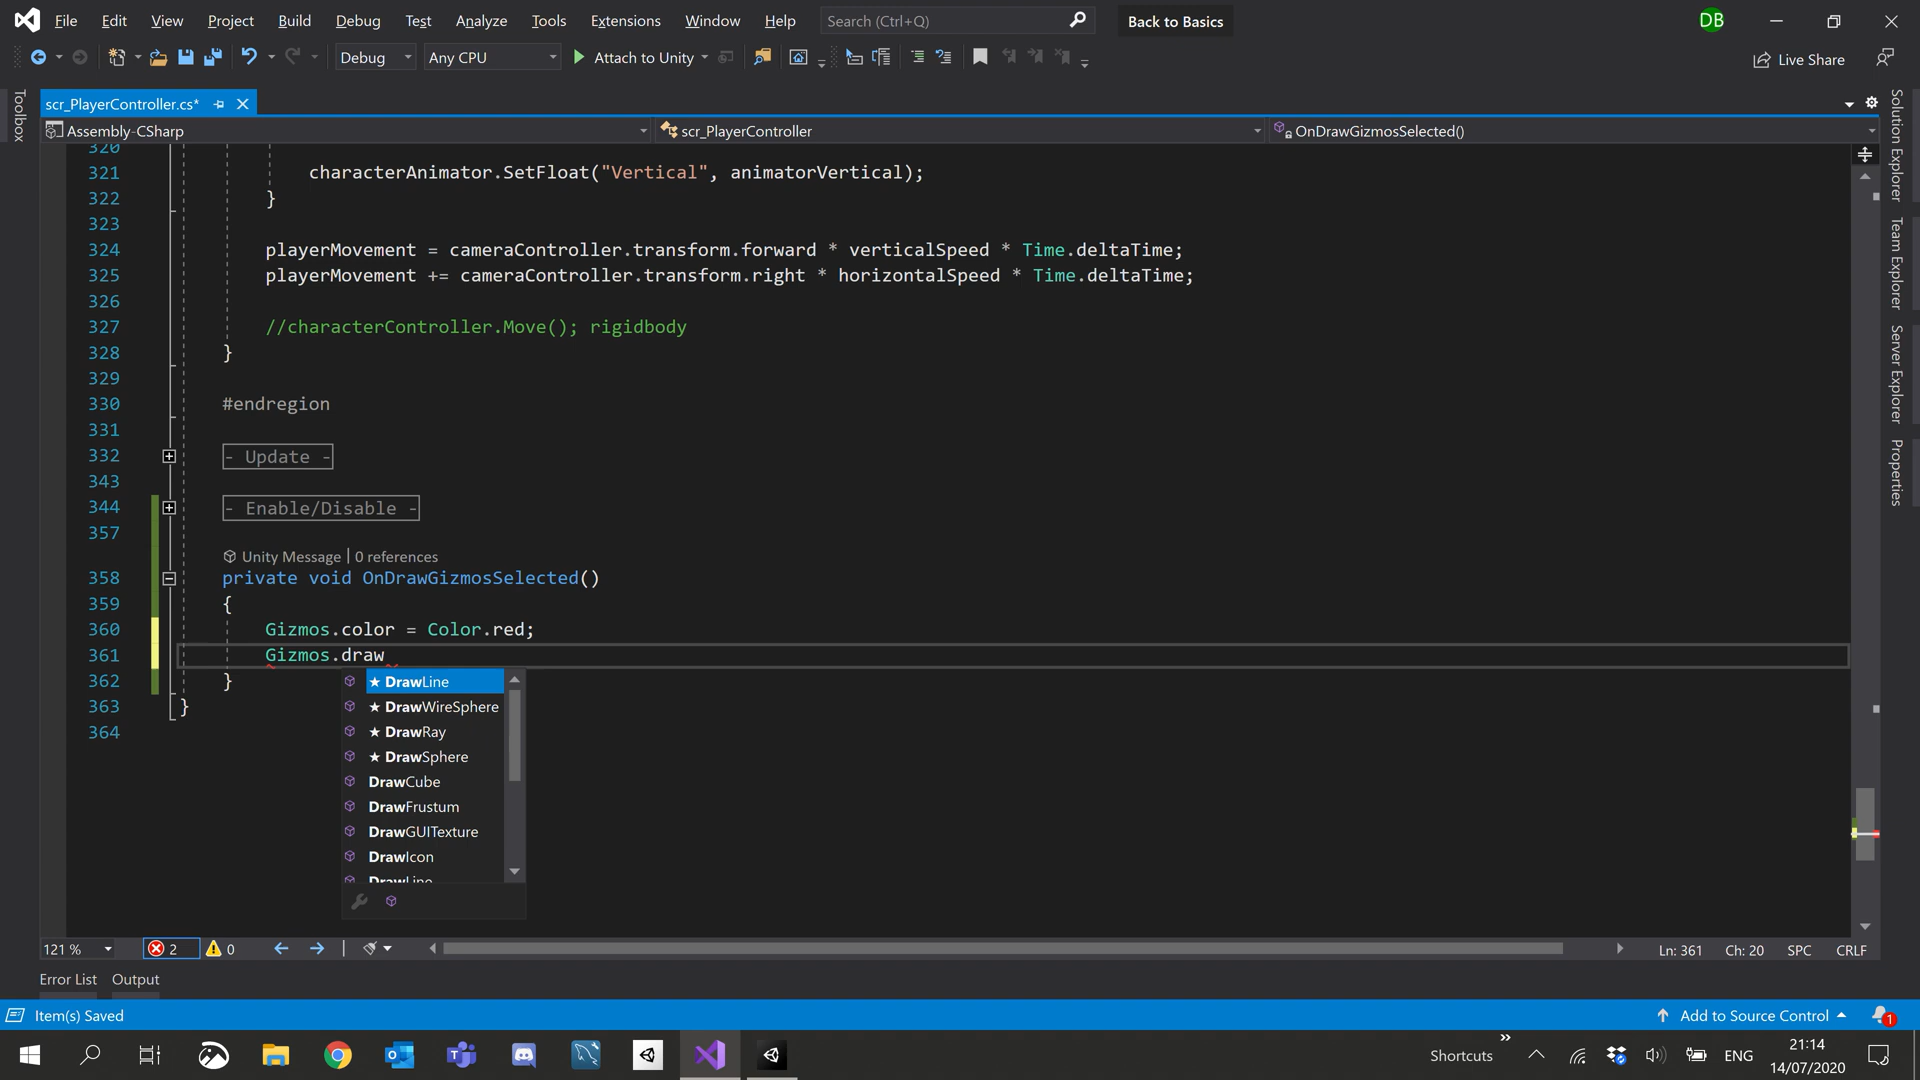 File Edit View Project Build Debug Test Analyze Tools Extensions Window Help Search (Ctrl+Q) Back to Basics DB
Debug Any CPU Attach to Unity Live Share
scr_PlayerController.cs*
Assembly-CSharp scr_PlayerController OnDrawGizmosSelected()
Toolbox
Solution Explorer
Team Explorer
Server Explorer
Properties
320
321 characterAnimator.SetFloat("Vertical", animatorVertical);
322 }
323
324 playerMovement = cameraController.transform.forward * verticalSpeed * Time.deltaTime;
325 playerMovement += cameraController.transform.right * horizontalSpeed * Time.deltaTime;
326
327 //characterController.Move(); rigidbody
328 }
329
330 #endregion
331
332 - Update -
343
344 - Enable/Disable -
357
Unity Message | 0 references
358 private void OnDrawGizmosSelected()
359 {
360 Gizmos.color = Color.red;
361 Gizmos.draw
362 }
363 }
364
★ DrawLine
★ DrawWireSphere
★ DrawRay
★ DrawSphere
DrawCube
DrawFrustum
DrawGUITexture
DrawIcon
DrawLine
121 % 2 0 Ln: 361 Ch: 20 SPC CRLF
Error List Output
Item(s) Saved Add to Source Control 1
Shortcuts » ENG 21:14
14/07/2020